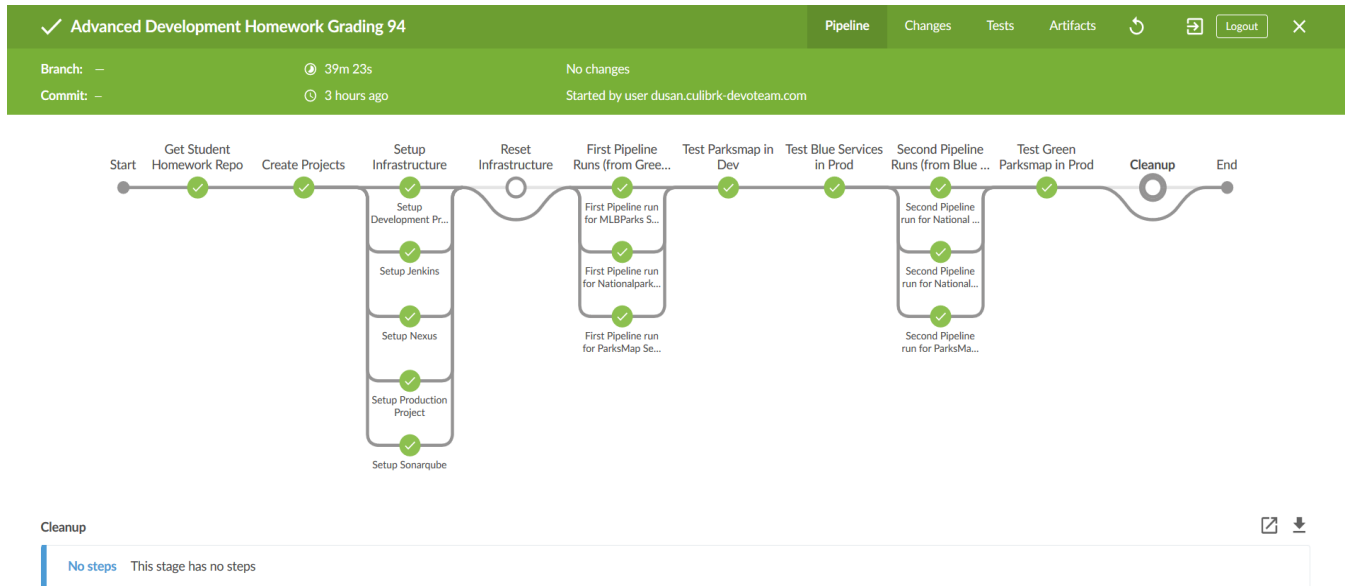 Advanced Development Homework Grading 94
Pipeline
Changes
Tests
Artifacts
Logout
Branch: —
39m 23s
No changes
Commit: —
3 hours ago
Started by user dusan.culibrk-devoteam.com
Start
Get Student
Homework Repo
Create Projects
Setup
Infrastructure
Reset
Infrastructure
First Pipeline
Runs (from Gree...
Test Parksmap in
Dev
Test Blue Services
in Prod
Second Pipeline
Runs (from Blue ...
Test Green
Parksmap in Prod
Cleanup
End
Setup
Development Pr...
Setup Jenkins
Setup Nexus
Setup Production
Project
Setup Sonarqube
First Pipeline run
for MLBParks S...
First Pipeline run
for Nationalpark...
First Pipeline run
for ParksMap Se...
Second Pipeline
run for National ...
Second Pipeline
run for National...
Second Pipeline
run for ParksMa...
Cleanup
No steps This stage has no steps